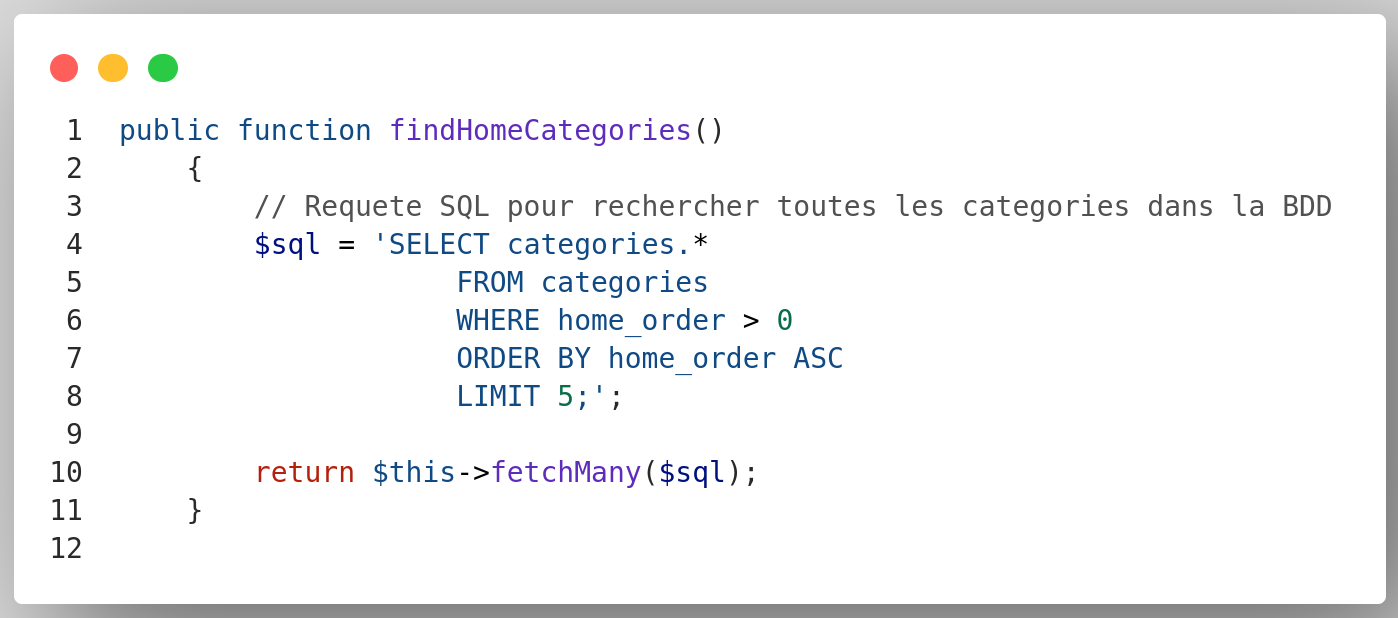 1 public function findHomeCategories()
2 {
3 // Requete SQL pour rechercher toutes les categories dans la BDD
4 $sql = 'SELECT categories.*
5 FROM categories
6 WHERE home_order > 0
7 ORDER BY home_order ASC
8 LIMIT 5;';
9
10 return $this->fetchMany($sql);
11 }
12